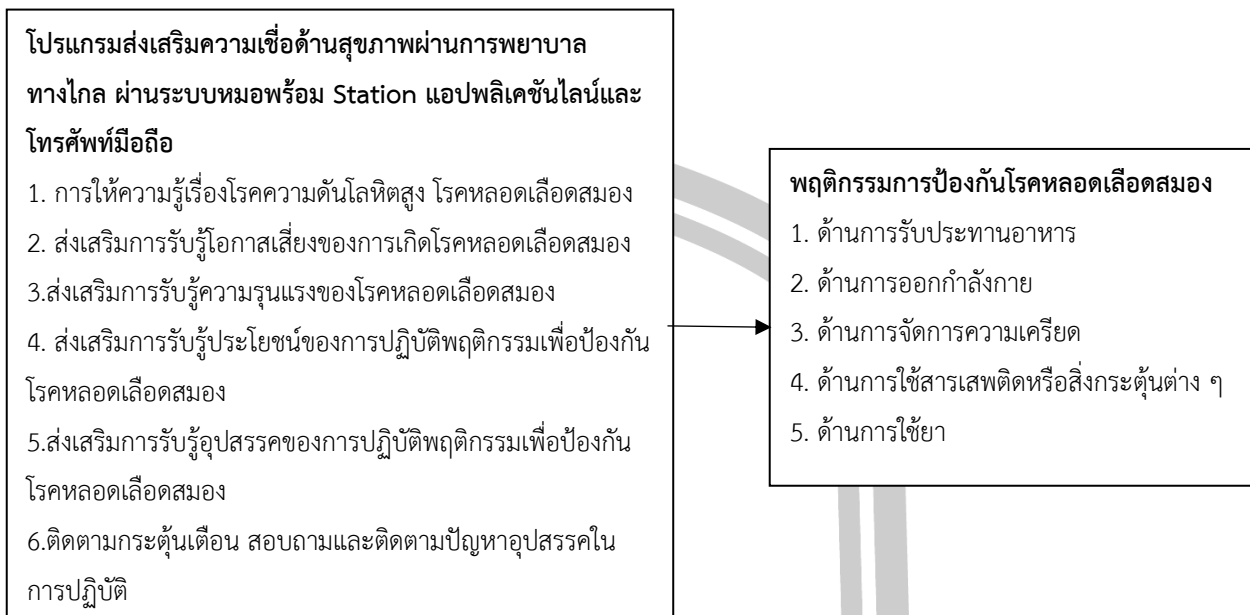 โปรแกรมส่งเสริมความเชื่อด้านสุขภาพผ่านการพยาบาล
ทางไกล ผ่านระบบหมอพร้อม Station แอปพลิเคชันไลน์และ
โทรศัพท์มือถือ
1. การให้ความรู้เรื่องโรคความดันโลหิตสูง โรคหลอดเลือดสมอง
2. ส่งเสริมการรับรู้โอกาสเสี่ยงของการเกิดโรคหลอดเลือดสมอง
3.ส่งเสริมการรับรู้ความรุนแรงของโรคหลอดเลือดสมอง
4. ส่งเสริมการรับรู้ประโยชน์ของการปฏิบัติพฤติกรรมเพื่อป้องกัน
โรคหลอดเลือดสมอง
5.ส่งเสริมการรับรู้อุปสรรคของการปฏิบัติพฤติกรรมเพื่อป้องกัน
โรคหลอดเลือดสมอง
6.ติดตามกระตุ้นเตือน สอบถามและติดตามปัญหาอุปสรรคใน
การปฏิบัติ
พฤติกรรมการป้องกันโรคหลอดเลือดสมอง
1. ด้านการรับประทานอาหาร
2. ด้านการออกกำลังกาย
3. ด้านการจัดการความเครียด
4. ด้านการใช้สารเสพติดหรือสิ่งกระตุ้นต่าง ๆ
5. ด้านการใช้ยา